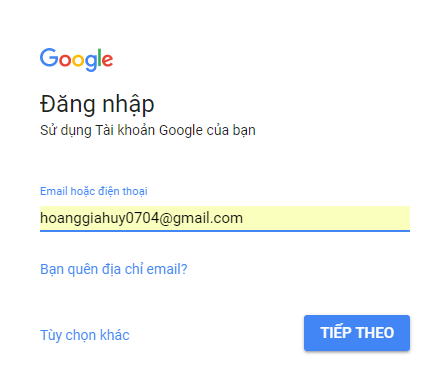 Google
Đăng nhập
Sử dụng Tài khoản Google của bạn
Email hoặc điện thoại
hoanggiahuy0704@gmail.com
Bạn quên địa chỉ email?
Tùy chọn khác
TIẾP THEO